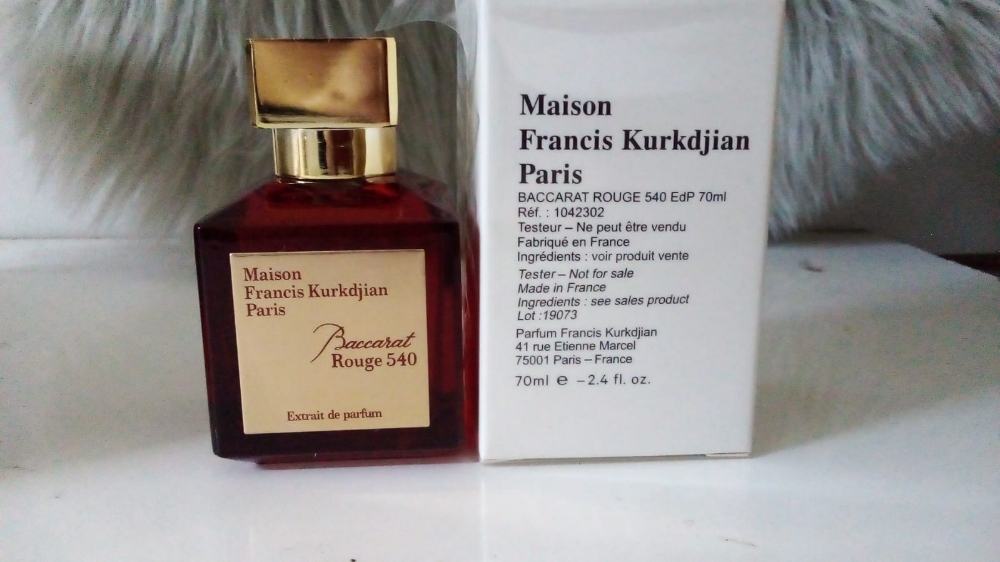 Maison
Francis Kurkdjian
Paris
Baccarat
Rouge 540
Extrait de parfum
Maison
Francis Kurkdjian
Paris
BACCARAT ROUGE 540 EdP 70ml
Réf. : 1042302
Testeur – Ne peut être vendu
Fabriqué en France
Ingrédients : voir produit vente
Tester – Not for sale
Made in France
Ingredients : see sales product
Lot :19073
Parfum Francis Kurkdjian
41 rue Etienne Marcel
75001 Paris – France
70ml e – 2.4 fl. oz.